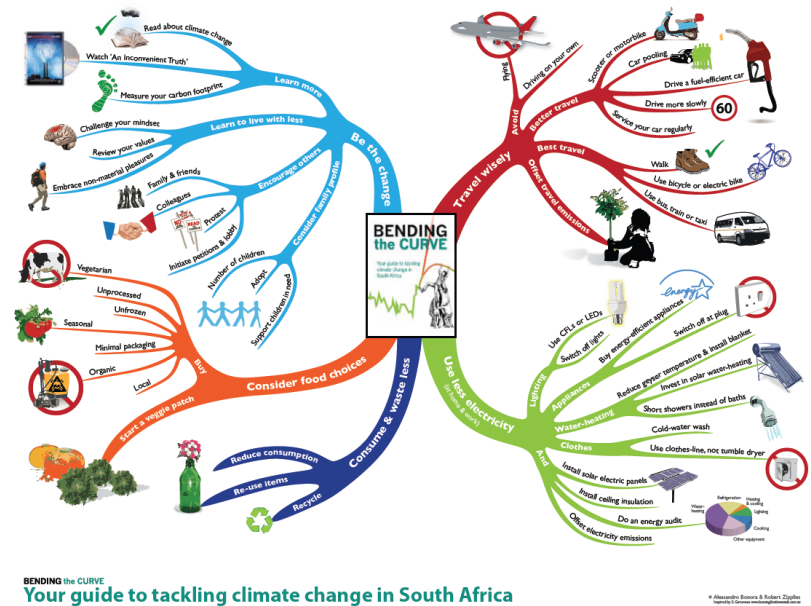 BENDING
the CURVE
Your guide to tackling
climate change in
South Africa
Be the change
Learn more
Read about climate change
Watch 'An Inconvenient Truth'
Measure your carbon footprint
Learn to live with less
Challenge your mindset
Review your values
Embrace non-material pleasures
Encourage others
Family & friends
Colleagues
Protest
Initiate petitions & lobby
Consider family profile
Number of children
Adopt
Support children in need
Travel wisely
Avoid
Flying
Driving on your own
Better travel
Scooter or motorbike
Car pooling
Drive a fuel-efficient car
Drive more slowly
60
Service your car regularly
Best travel
Walk
Use bicycle or electric bike
Use bus, train or taxi
Offset travel emissions
Consider food choices
Buy
Vegetarian
Unprocessed
Unfrozen
Seasonal
Minimal packaging
Organic
Local
Start a veggie patch
Consume & waste less
Reduce consumption
Re-use items
Recycle
Use less electricity
(at home & work)
Lighting
Use CFLs or LEDs
Switch off lights
Appliances
Buy energy-efficient appliances
energy
Switch off at plug
Water-heating
Reduce geyser temperature & install blanket
Invest in solar water-heating
Short showers instead of baths
Clothes
Cold-water wash
Use clothes-line, not tumble dryer
And
Install solar electric panels
Install ceiling insulation
Do an energy audit
Offset electricity emissions
Water-
heating
Refrigeration
Heating
& cooling
Lighting
Cooking
Other equipment
BENDING the CURVE
Your guide to tackling climate change in South Africa
© Alessandro Bonora & Robert Zipplies